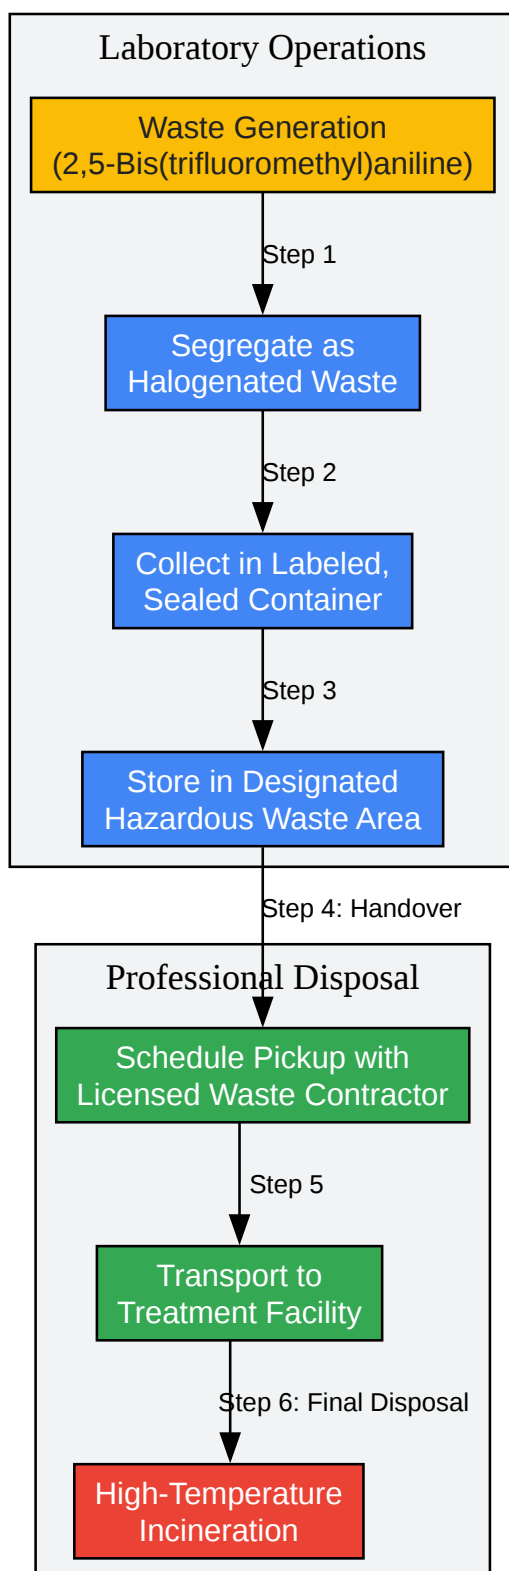 Laboratory Operations
Waste Generation
(2,5-Bis(trifluoromethyl)aniline)
Step 1
Segregate as
Halogenated Waste
Step 2
Collect in Labeled,
Sealed Container
Step 3
Store in Designated
Hazardous Waste Area
Step 4: Handover
Professional Disposal
Schedule Pickup with
Licensed Waste Contractor
Step 5
Transport to
Treatment Facility
Step 6: Final Disposal
High-Temperature
Incineration